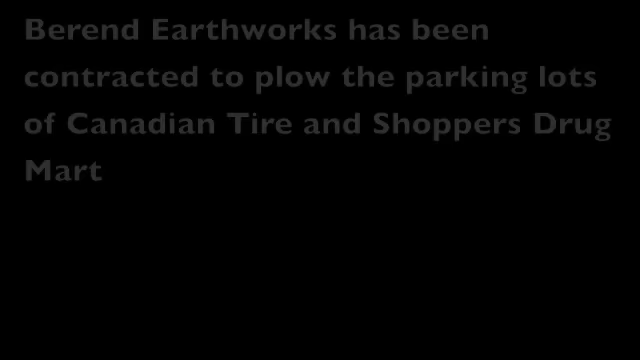 Berend Earthworks has been
contracted to plow the parking lots
of Canadian Tire and Shoppers Drug
Mart